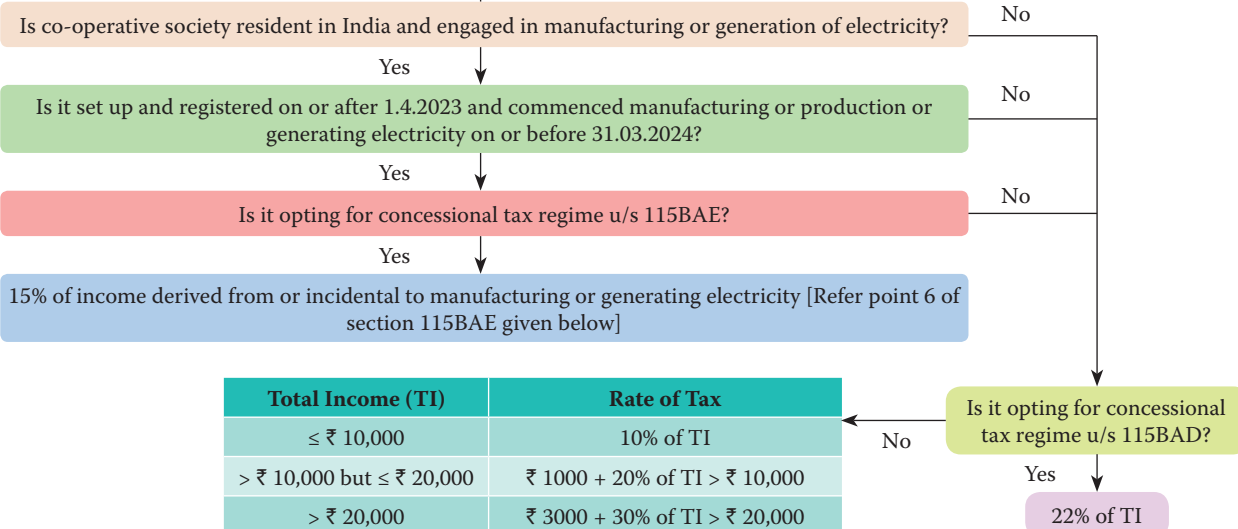 Is co-operative society resident in India and engaged in manufacturing or generation of electricity?
No
Yes
Is it set up and registered on or after 1.4.2023 and commenced manufacturing or production or
generating electricity on or before 31.03.2024?
No
Yes
Is it opting for concessional tax regime u/s 115BAE?
No
Yes
15% of income derived from or incidental to manufacturing or generating electricity [Refer point 6 of
section 115BAE given below]
Total Income (TI) Rate of Tax
≤ ₹ 10,000 10% of TI
> ₹ 10,000 but ≤ ₹ 20,000 ₹ 1000 + 20% of TI > ₹ 10,000
> ₹ 20,000 ₹ 3000 + 30% of TI > ₹ 20,000
No
Is it opting for concessional
tax regime u/s 115BAD?
Yes
22% of TI